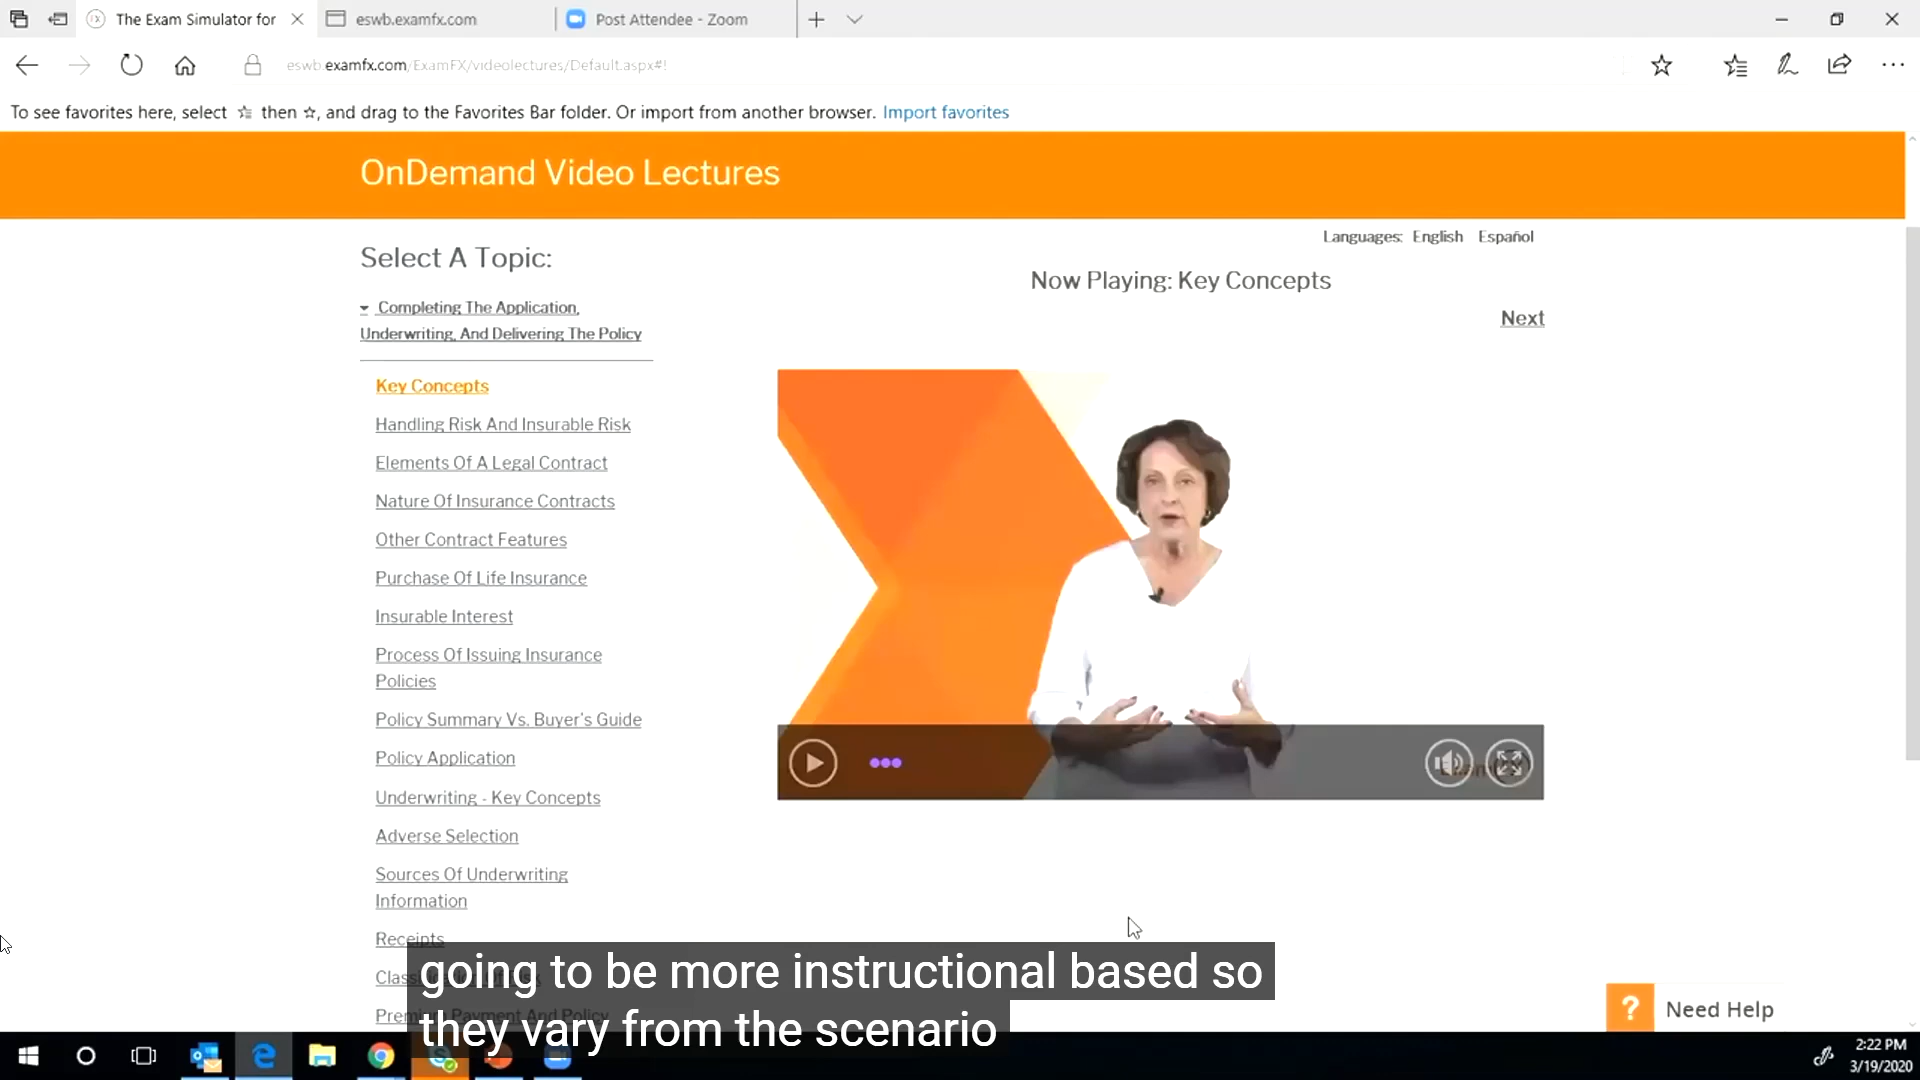 The Exam Simulator for
eswb.examfx.com
Post Attendee - Zoom
eswb.examfx.com/ExamFX/videolectures/Default.aspx#!
To see favorites here, select ☆ then ☆, and drag to the Favorites Bar folder. Or import from another browser. Import favorites
OnDemand Video Lectures
Languages: English Español
Select A Topic:
Now Playing: Key Concepts
Completing The Application,
Underwriting, And Delivering The Policy
Next
Key Concepts
Handling Risk And Insurable Risk
Elements Of A Legal Contract
Nature Of Insurance Contracts
Other Contract Features
Purchase Of Life Insurance
Insurable Interest
Process Of Issuing Insurance
Policies
Policy Summary Vs. Buyer's Guide
Policy Application
Underwriting - Key Concepts
Adverse Selection
Sources Of Underwriting
Information
Receipts
going to be more instructional based so
they vary from the scenario
Premium Payment And Policy
? Need Help
2:22 PM
3/19/2020